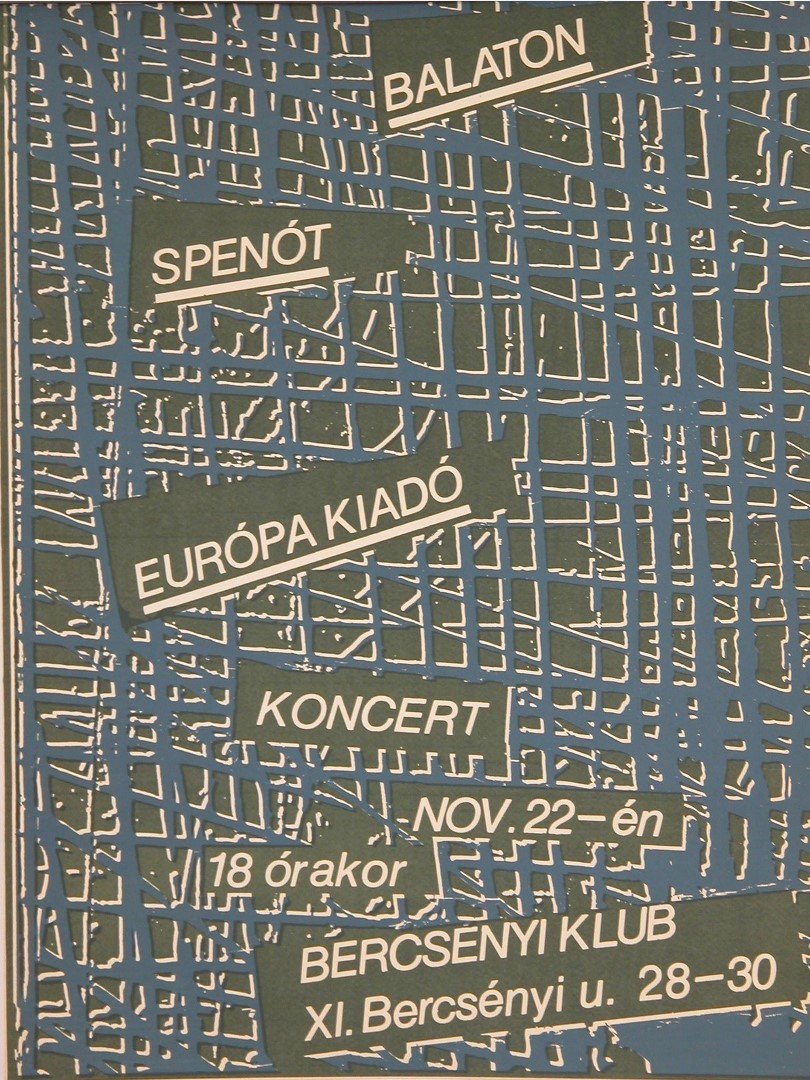 BALATON
SPENÓT
EURÓPA KIADÓ
KONCERT
NOV. 22–én
18 órakor
BERCSÉNYI KLUB
XI. Bercsényi u. 28–30